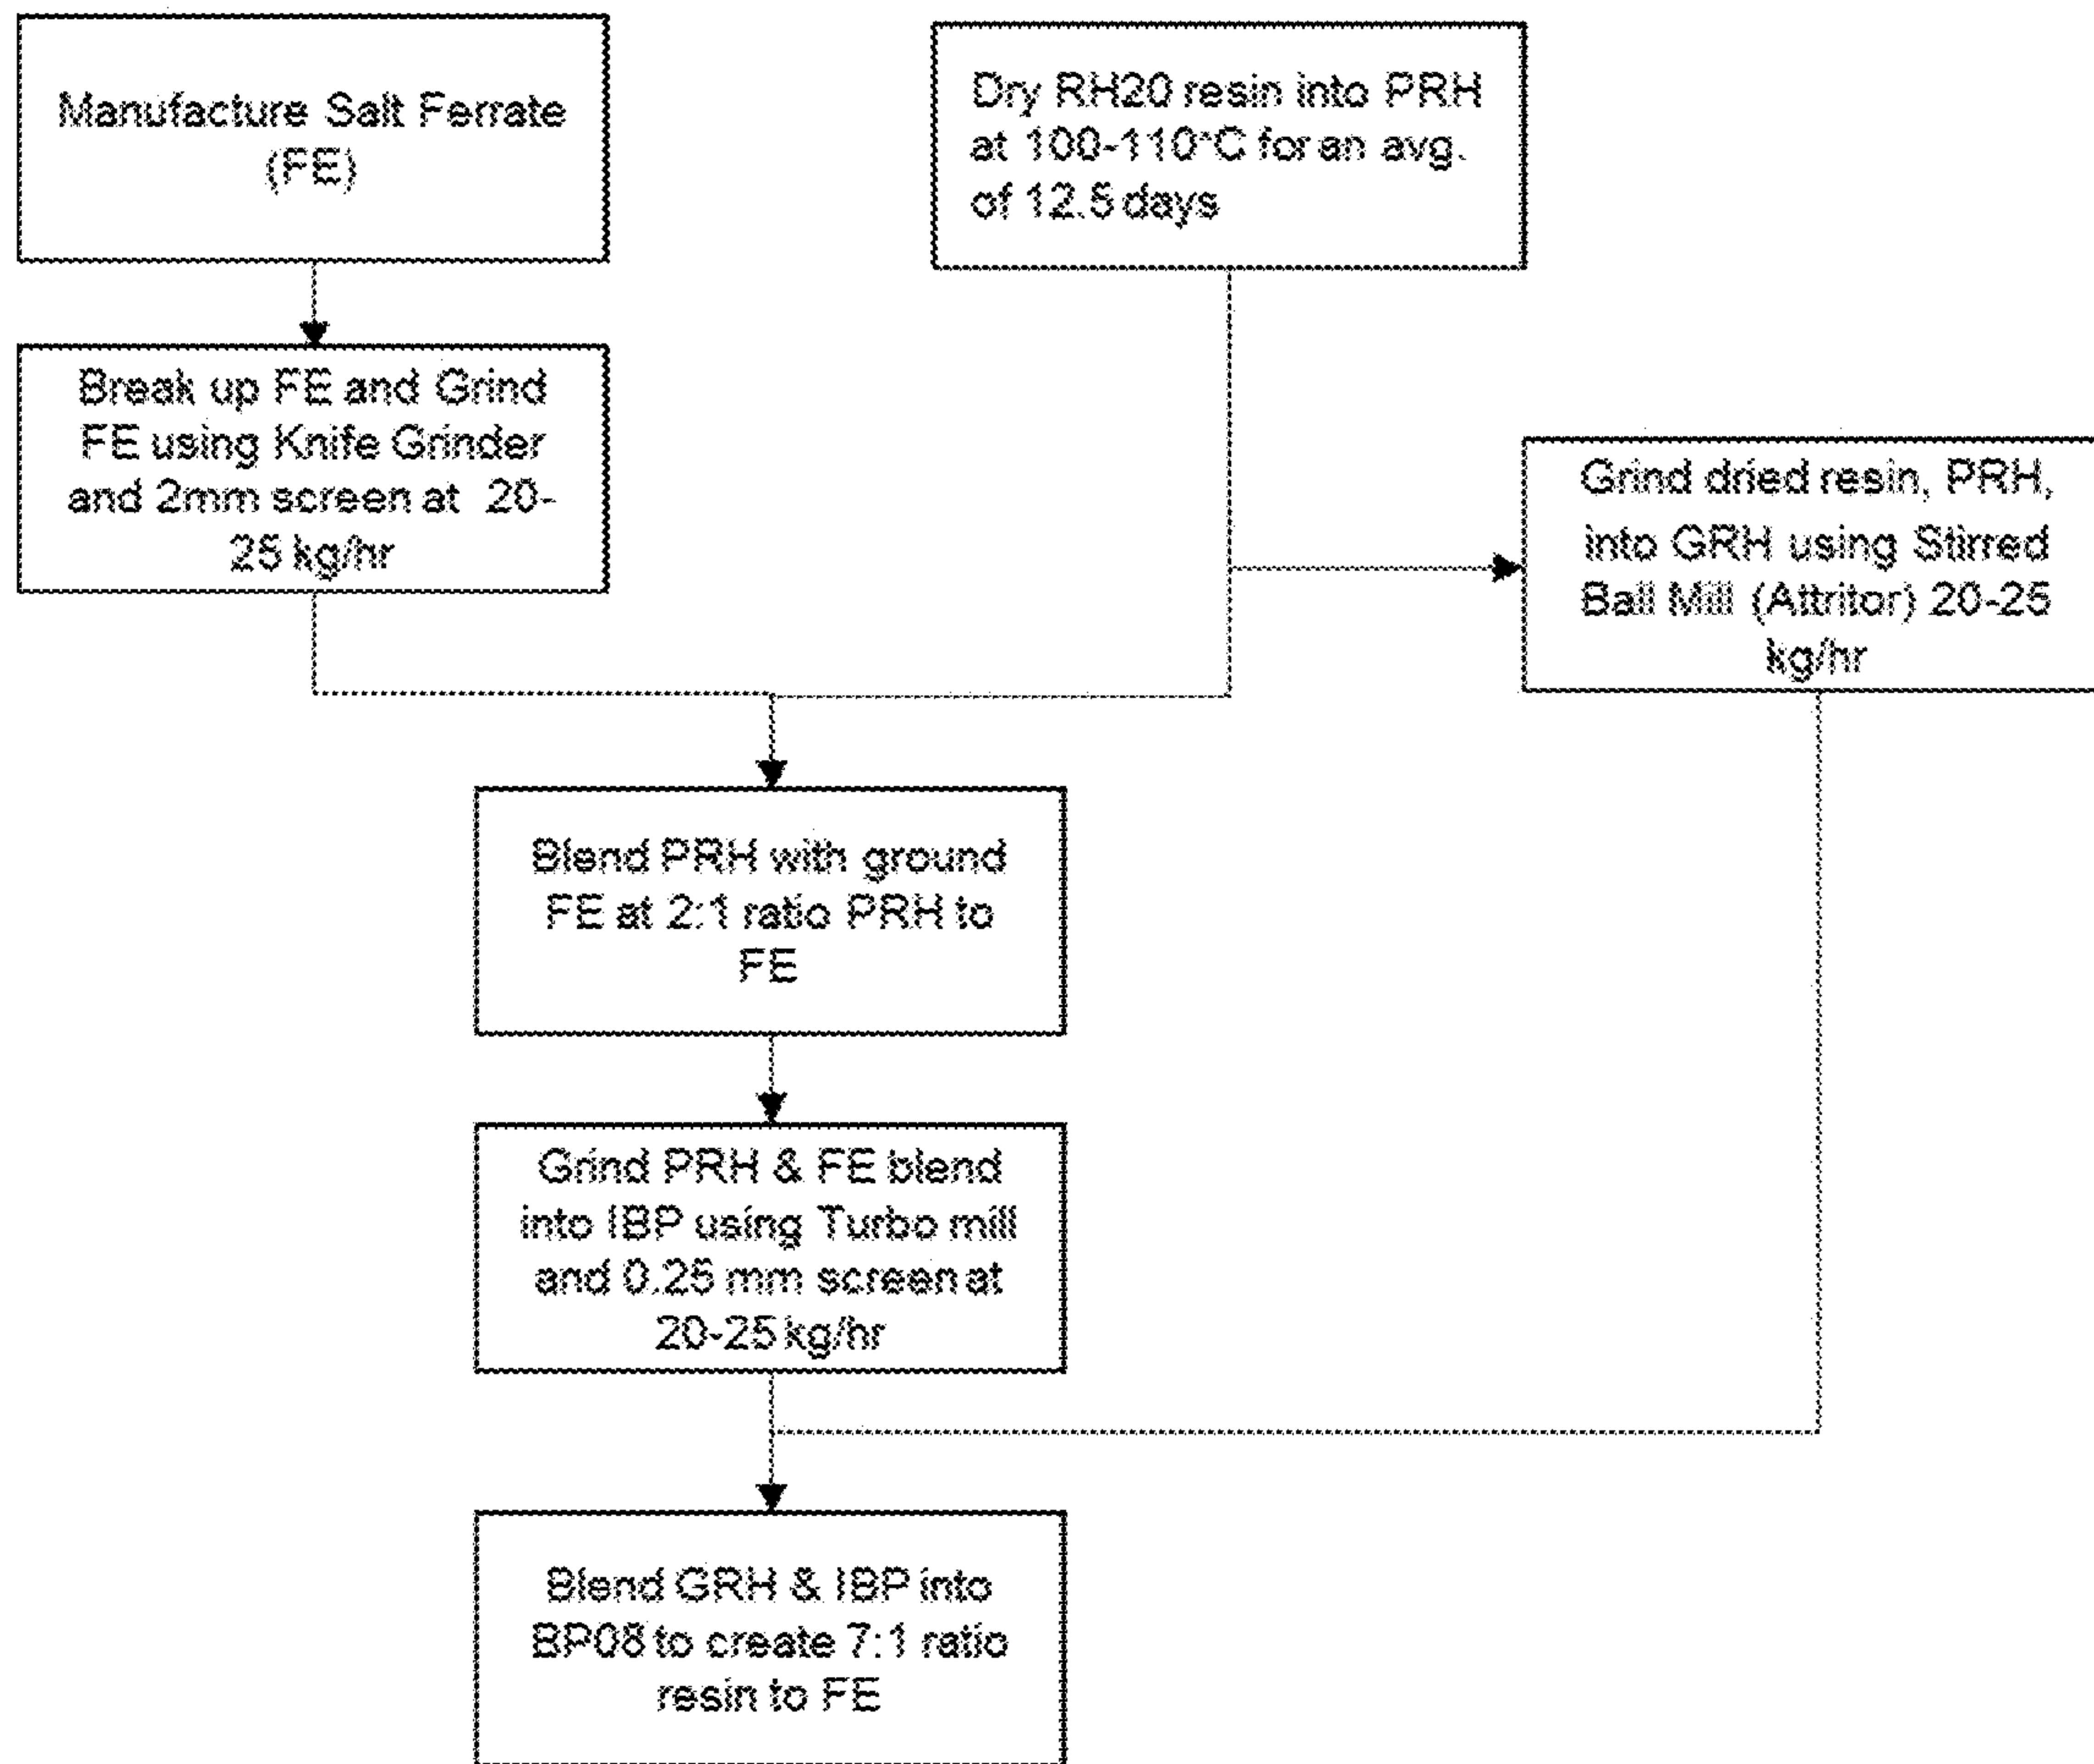 Manufacture Salt Ferrate
(FE)
Dry RH20 resin into PRH
at 100-110°C for an avg.
of 12.5 days
Break up FE and Grind
FE using Knife Grinder
and 2mm screen at 20-
25 kg/hr
Grind dried resin, PRH,
into GRH using Stirred
Ball Mill (Attritor) 20-25
kg/hr
Blend PRH with ground
FE at 2:1 ratio PRH to
FE
Grind PRH & FE blend
into IBP using Turbo mill
and 0.25 mm screen at
20-25 kg/hr
Blend GRH & IBP into
BP08 to create 7:1 ratio
resin to FE